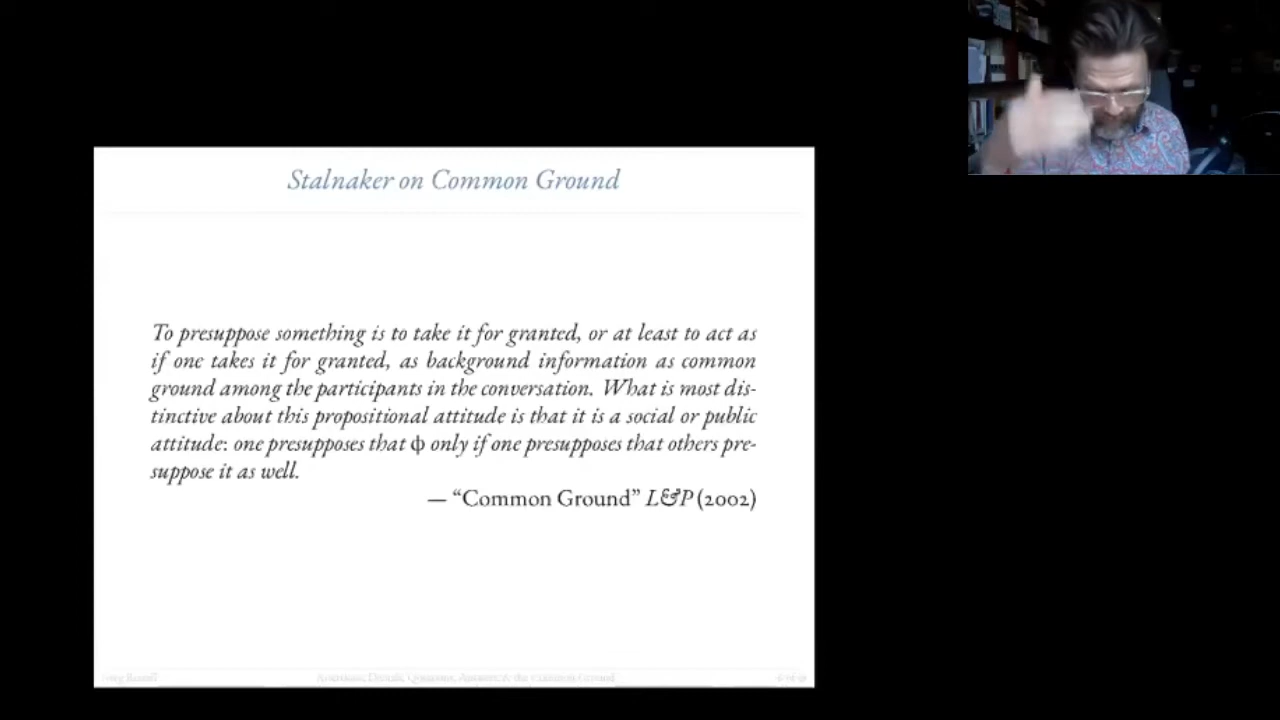 Stalnaker on Common Ground
To presuppose something is to take it for granted, or at least to act as
if one takes it for granted, as background information as common
ground among the participants in the conversation. What is most dis-
tinctive about this propositional attitude is that it is a social or public
attitude: one presupposes that ϕ only if one presupposes that others pre-
suppose it as well.
— “Common Ground” L&P (2002)
Common Ground